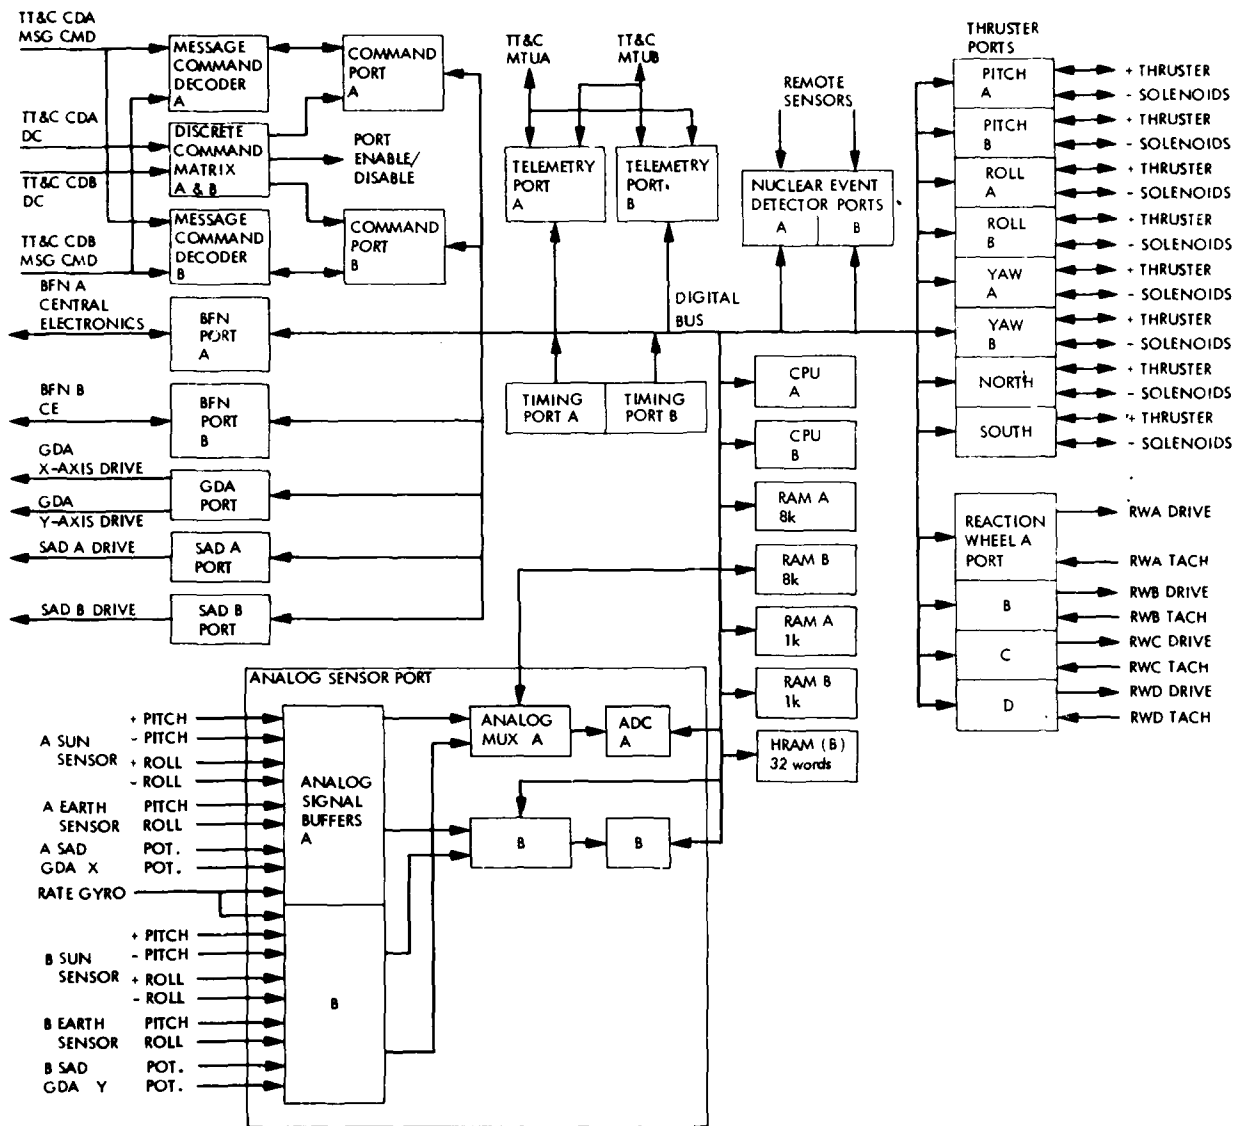 TT&C CDA
MSG CMD
MESSAGE
COMMAND
DECODER
A
COMMAND
PORT
A
TT&C CDA
DC
DISCRETE
COMMAND
MATRIX
A & B
PORT
ENABLE/
DISABLE
TT&C CDB
DC
MESSAGE
COMMAND
DECODER
B
COMMAND
PORT
B
TT&C CDB
MSG CMD
BFN A
CENTRAL
ELECTRONICS
BFN
PORT
A
BFN B
CE
BFN
PORT
B
GDA
X-AXIS DRIVE
GDA
Y-AXIS DRIVE
GDA
PORT
SAD A DRIVE
SAD A
PORT
SAD B DRIVE
SAD B
PORT
TT&C
MTUA
TT&C
MTUB
TELEMETRY
PORT
A
TELEMETRY
PORT.
B
REMOTE
SENSORS
NUCLEAR EVENT
DETECTOR PORTS
A
B
DIGITAL
BUS
TIMING
PORT A
TIMING
PORT B
CPU
A
CPU
B
RAM A
8k
RAM B
8k
RAM A
1k
RAM B
1k
HRAM (B)
32 words
THRUSTER
PORTS
PITCH
A
+ THRUSTER
- SOLENOIDS
PITCH
B
+ THRUSTER
- SOLENOIDS
ROLL
A
+ THRUSTER
- SOLENOIDS
ROLL
B
+ THRUSTER
- SOLENOIDS
YAW
A
+ THRUSTER
- SOLENOIDS
YAW
B
+ THRUSTER
- SOLENOIDS
NORTH
+ THRUSTER
- SOLENOIDS
SOUTH
+ THRUSTER
- SOLENOIDS
REACTION
WHEEL A
PORT
RWA DRIVE
RWA TACH
B
RWB DRIVE
RWB TACH
C
RWC DRIVE
RWC TACH
D
RWD DRIVE
RWD TACH
ANALOG SENSOR PORT
A SUN
SENSOR
+ PITCH
- PITCH
+ ROLL
- ROLL
A EARTH PITCH
SENSOR ROLL
A SAD POT.
GDA X POT.
RATE GYRO
B SUN
SENSOR
+ PITCH
- PITCH
+ ROLL
- ROLL
B EARTH PITCH
SENSOR ROLL
B SAD POT.
GDA Y POT.
ANALOG
SIGNAL
BUFFERS
A
B
ANALOG
MUX A
ADC
A
B
B